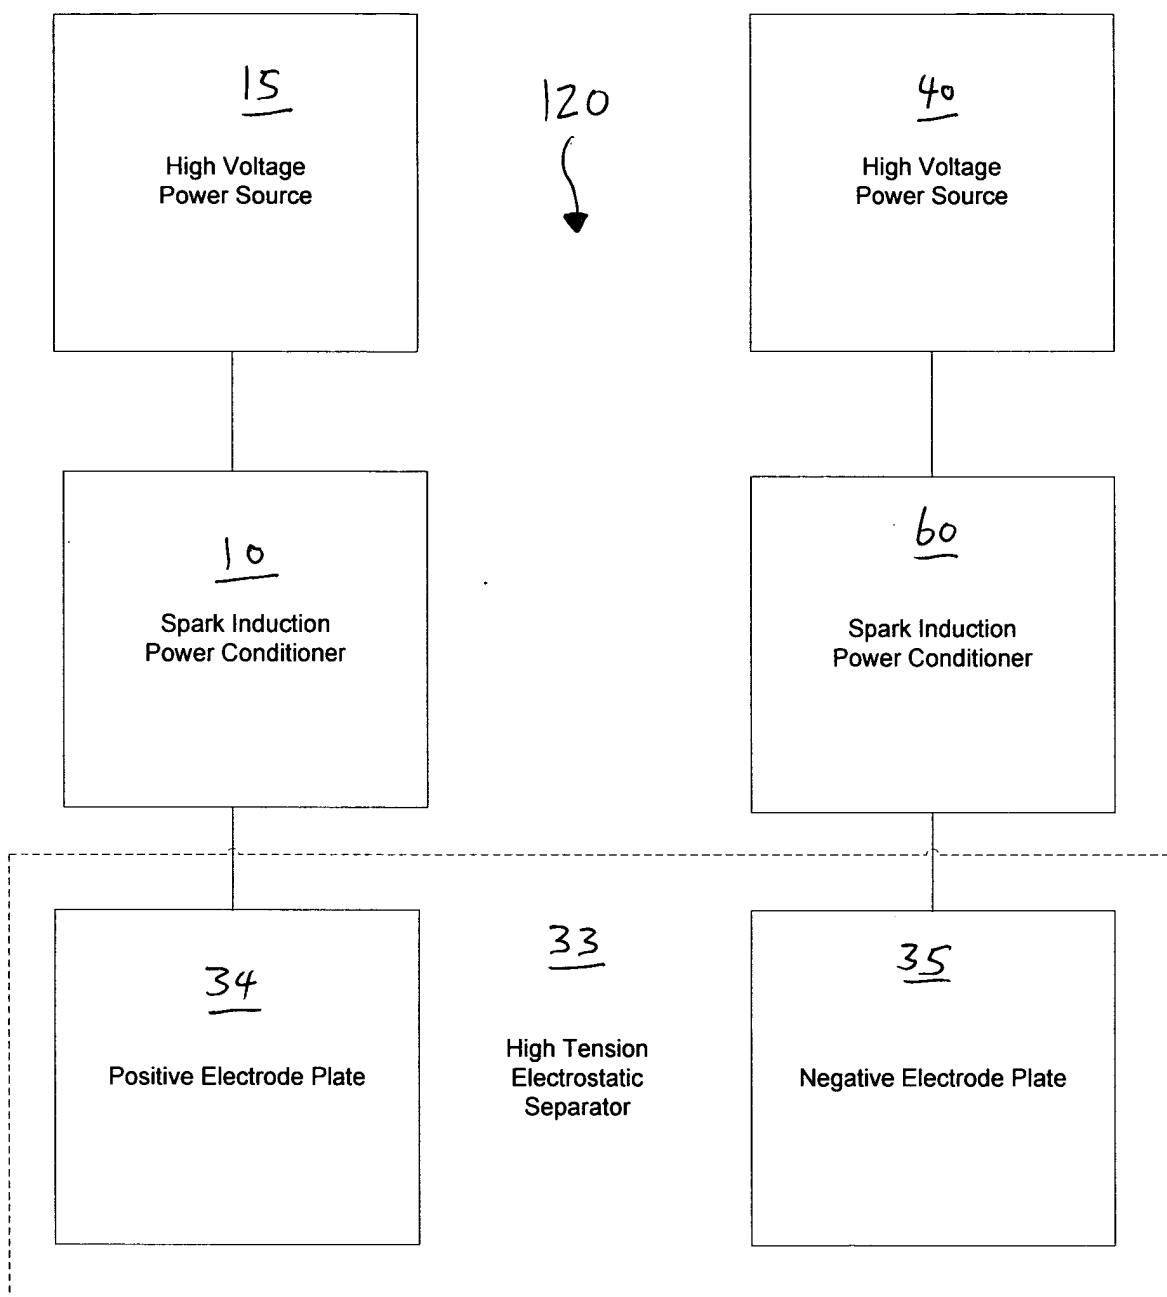 15
High Voltage
Power Source
120
40
High Voltage
Power Source
10
Spark Induction
Power Conditioner
60
Spark Induction
Power Conditioner
34
Positive Electrode Plate
33
High Tension
Electrostatic
Separator
35
Negative Electrode Plate